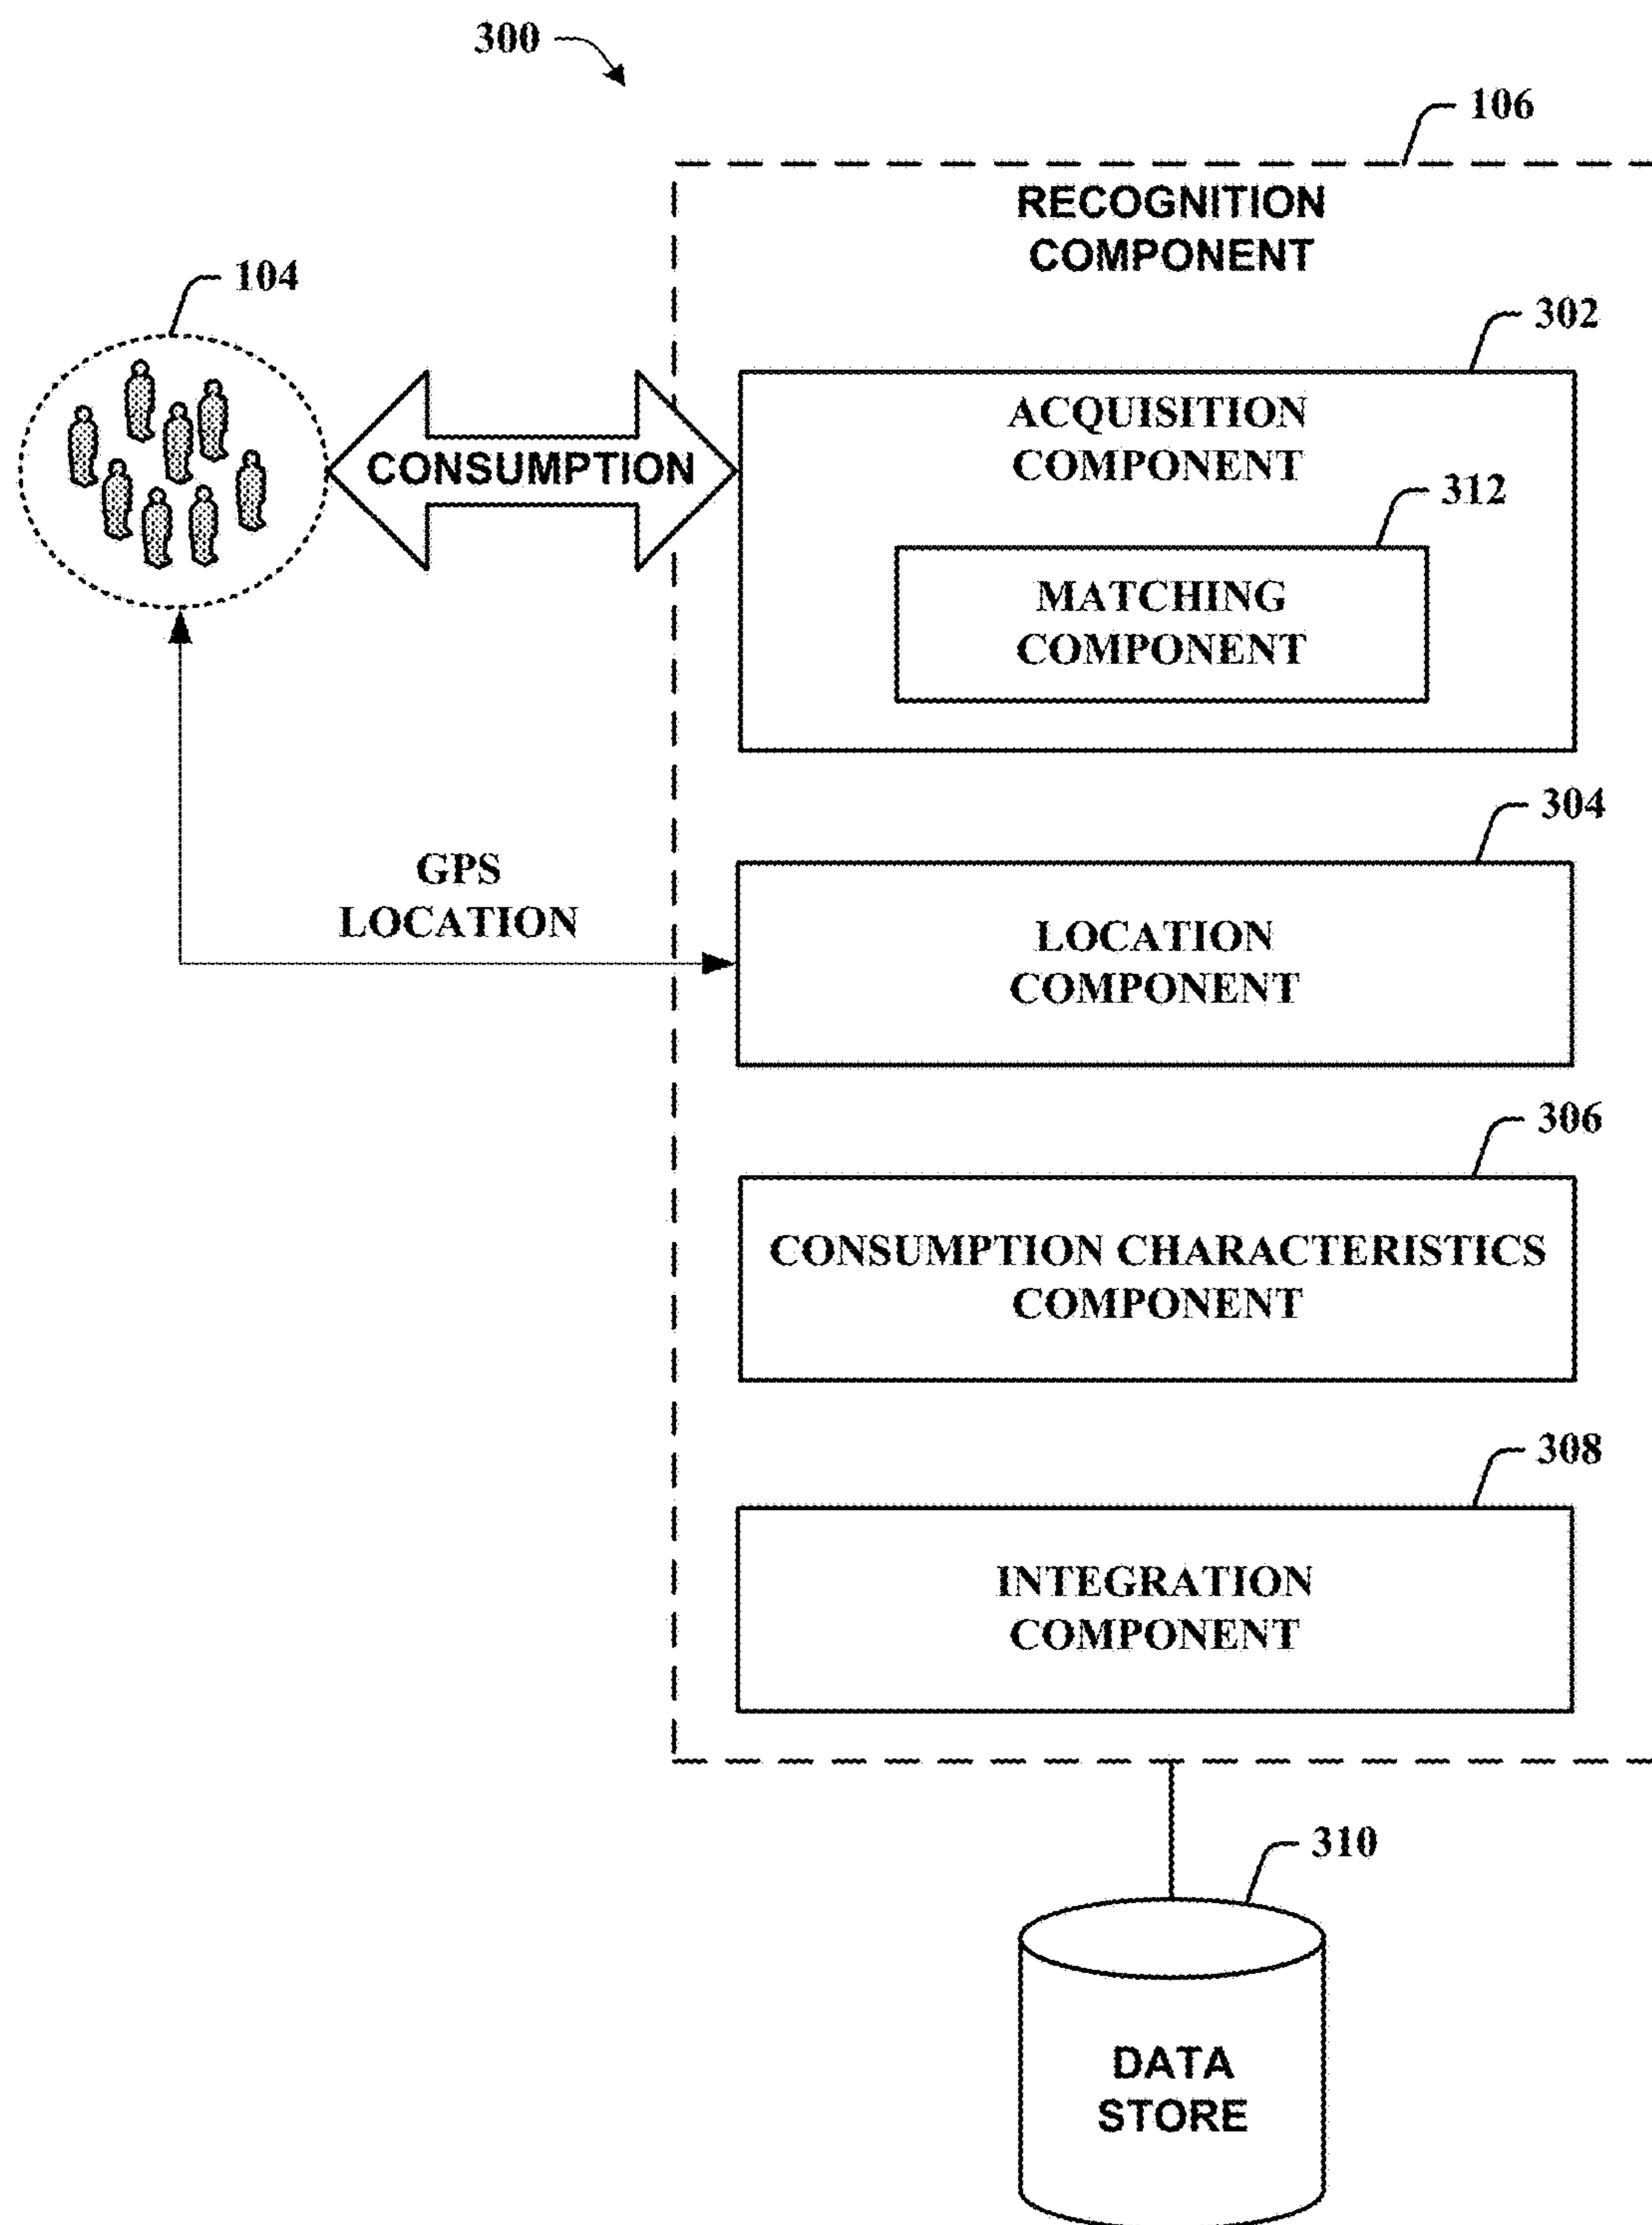 300
106
RECOGNITION
COMPONENT
104
302
ACQUISITION
COMPONENT
CONSUMPTION
312
MATCHING
COMPONENT
304
GPS
LOCATION
LOCATION
COMPONENT
306
CONSUMPTION CHARACTERISTICS
COMPONENT
308
INTEGRATION
COMPONENT
310
DATA
STORE